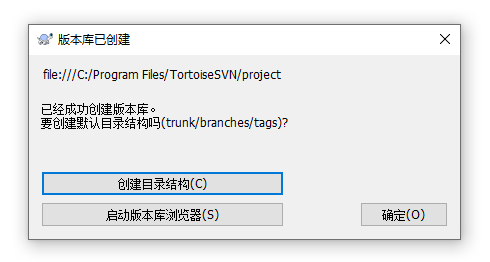 版本库已创建
file:///C:/Program Files/TortoiseSVN/project
已经成功创建版本库。
要创建默认目录结构吗(trunk/branches/tags)?
创建目录结构(C)
启动版本库浏览器(S)
确定(O)